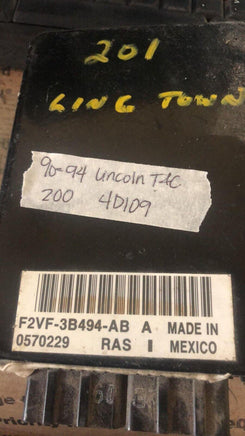 201
LINC TOWN
90-94 Lincoln T-C
200 4D109
F2VF-3B494-AB A MADE IN
0570229 RAS MEXICO